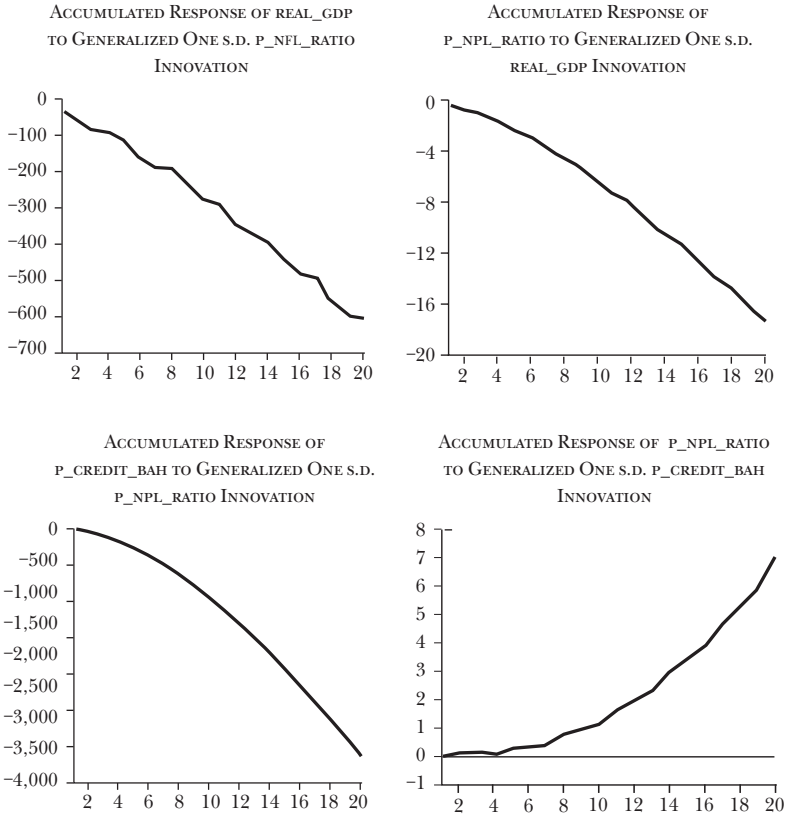 Accumulated Response of real_gdp
to Generalized One s.d. p_nfl_ratio
Innovation
0
−100
−200
−300
−400
−500
−600
−700
2 4 6 8 10 12 14 16 18 20
Accumulated Response of
p_npl_ratio to Generalized One s.d.
real_gdp Innovation
0
−4
−8
−12
−16
−20
2 4 6 8 10 12 14 16 18 20
Accumulated Response of
p_credit_bah to Generalized One s.d.
p_npl_ratio Innovation
0
−500
−1,000
−1,500
−2,000
−2,500
−3,000
−3,500
−4,000
2 4 6 8 10 12 14 16 18 20
Accumulated Response of p_npl_ratio
to Generalized One s.d. p_credit_bah
Innovation
8
7
6
5
4
3
2
1
0
−1
2 4 6 8 10 12 14 16 18 20